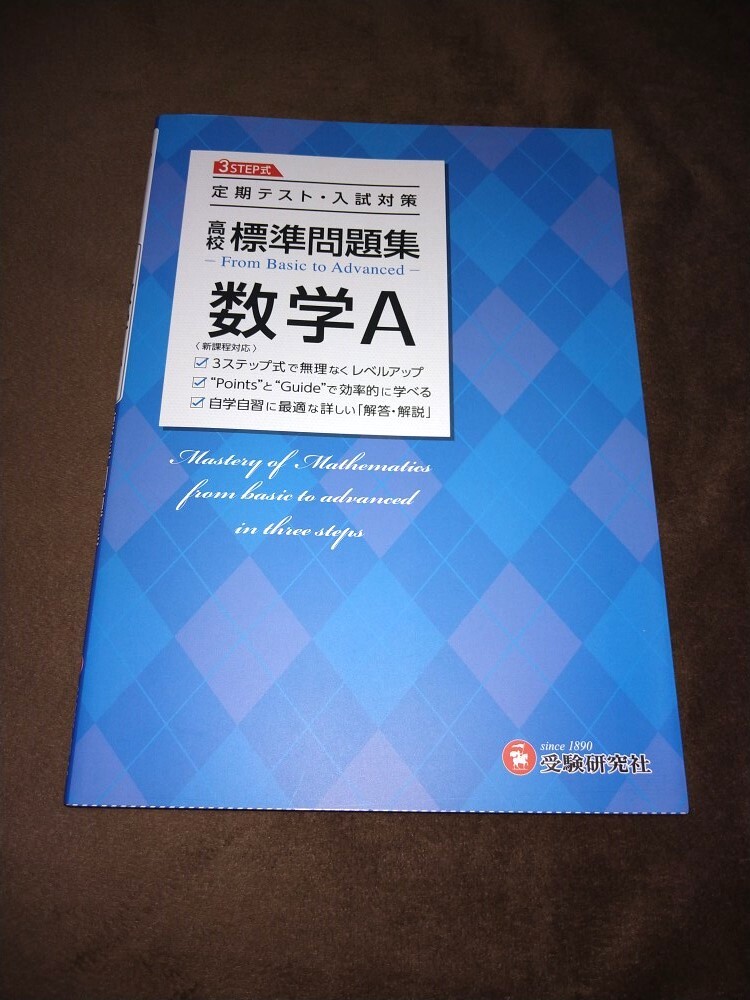 3STEP式
定期テスト・入試対策
高校 標準問題集
– From Basic to Advanced –
数学A
〈新課程対応〉
3ステップ式で無理なくレベルアップ
“Points”と“Guide”で効率的に学べる
自学自習に最適な詳しい「解答・解説」
Mastery of Mathematics
from basic to advanced
in three steps
since 1890
受験研究社